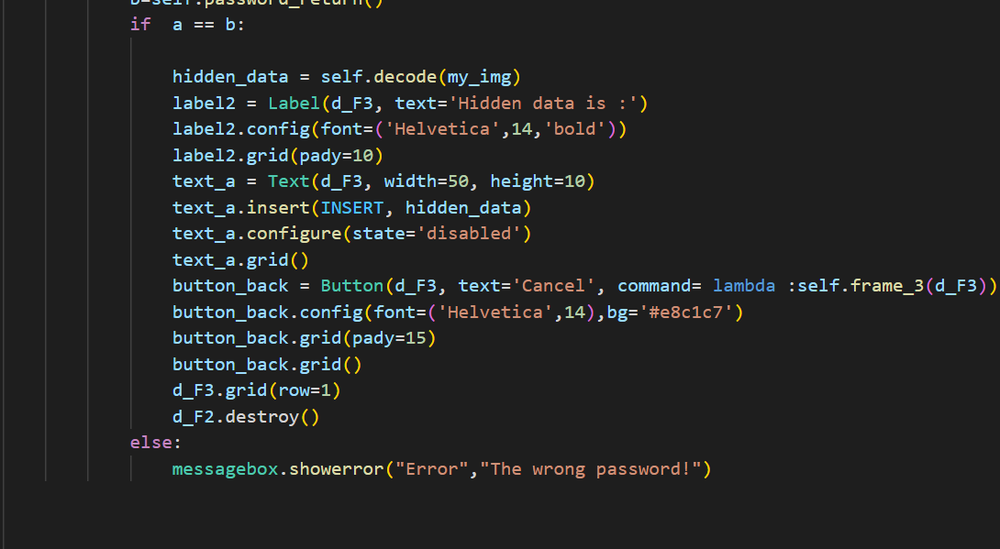 b=self.password_return()
if  a == b:
hidden_data = self.decode(my_img)
label2 = Label(d_F3, text='Hidden data is :')
label2.config(font=('Helvetica',14,'bold'))
label2.grid(pady=10)
text_a = Text(d_F3, width=50, height=10)
text_a.insert(INSERT, hidden_data)
text_a.configure(state='disabled')
text_a.grid()
button_back = Button(d_F3, text='Cancel', command= lambda :self.frame_3(d_F3))
button_back.config(font=('Helvetica',14),bg='#e8c1c7')
button_back.grid(pady=15)
button_back.grid()
d_F3.grid(row=1)
d_F2.destroy()
else:
messagebox.showerror("Error","The wrong password!")